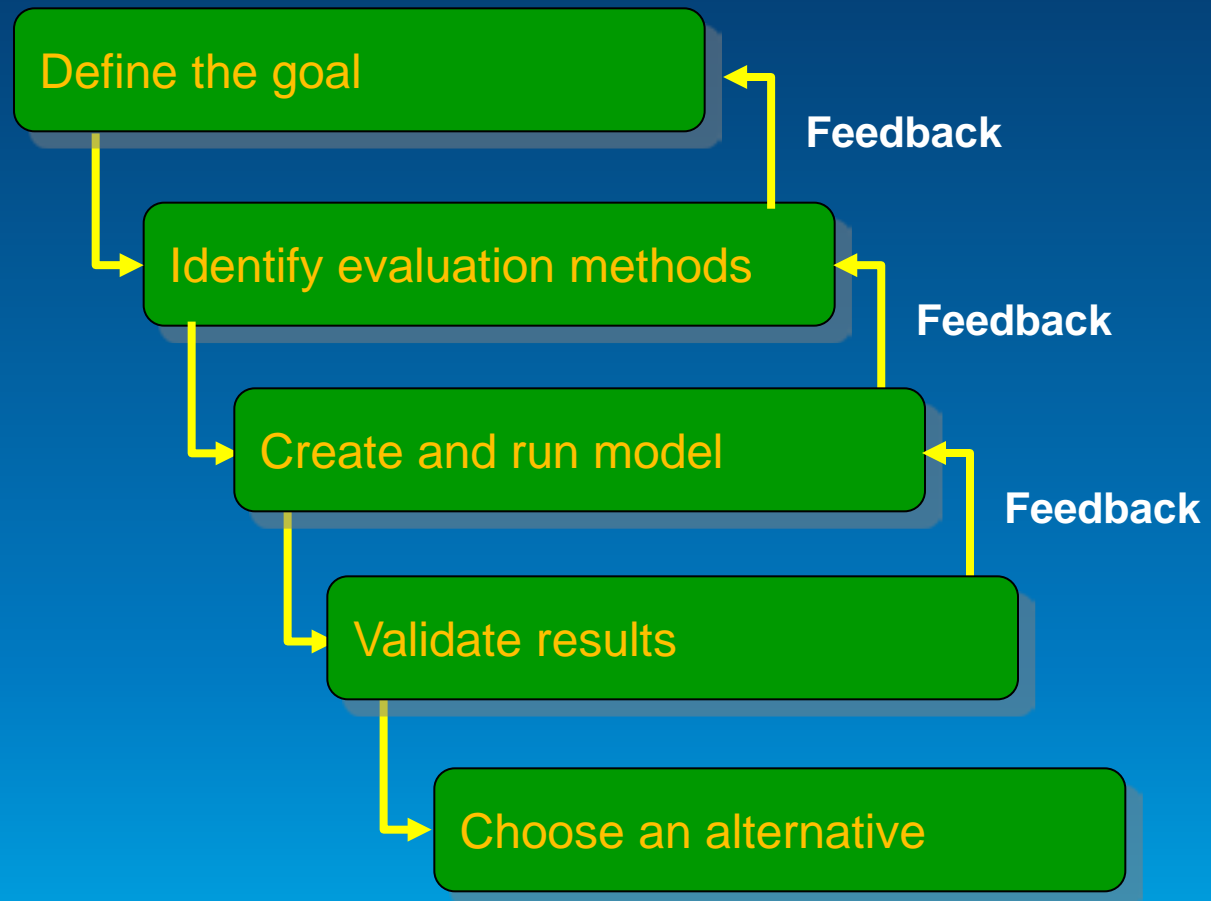 Define the goal
Feedback
Identify evaluation methods
Feedback
Create and run model
Feedback
Validate results
Choose an alternative